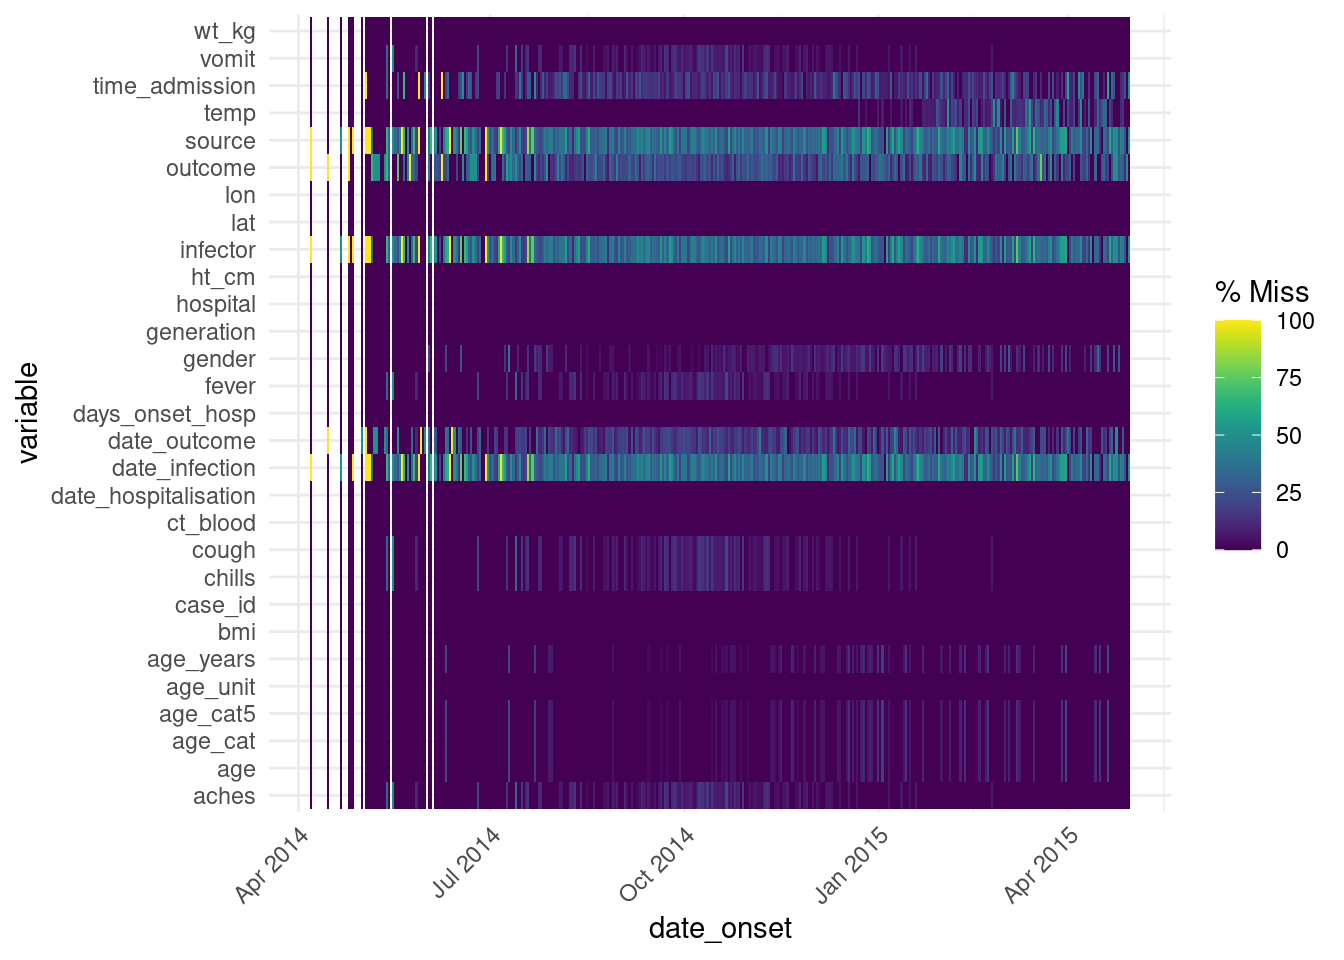 wt_kg
vomit
time_admission
temp
source
outcome
lon
lat
infector
ht_cm
hospital
generation
gender
fever
days_onset_hosp
date_outcome
date_infection
date_hospitalisation
ct_blood
cough
chills
case_id
bmi
age_years
age_unit
age_cat5
age_cat
age
aches
variable
Apr 2014
Jul 2014
Oct 2014
Jan 2015
Apr 2015
date_onset
% Miss
100
75
50
25
0